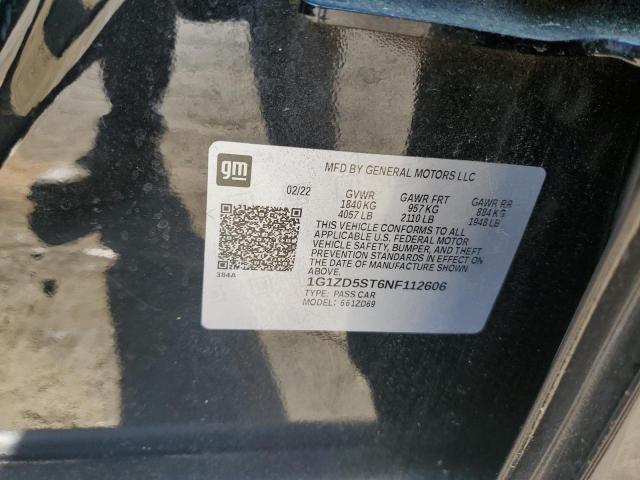 gm
MFD BY GENERAL MOTORS LLC
02/22 GVWR GAWR FRT GAWR RR
1840 KG 957 KG 884 KG
4057 LB 2110 LB 1948 LB
THIS VEHICLE CONFORMS TO ALL
APPLICABLE U.S. FEDERAL MOTOR
VEHICLE SAFETY, BUMPER, AND THEFT
PREVENTION STANDARDS IN EFFECT ON
THE DATE OF MANUFACTURE SHOWN
ABOVE.
384A
1G1ZD5ST6NF112606
TYPE: PASS CAR
MODEL: 661ZD69